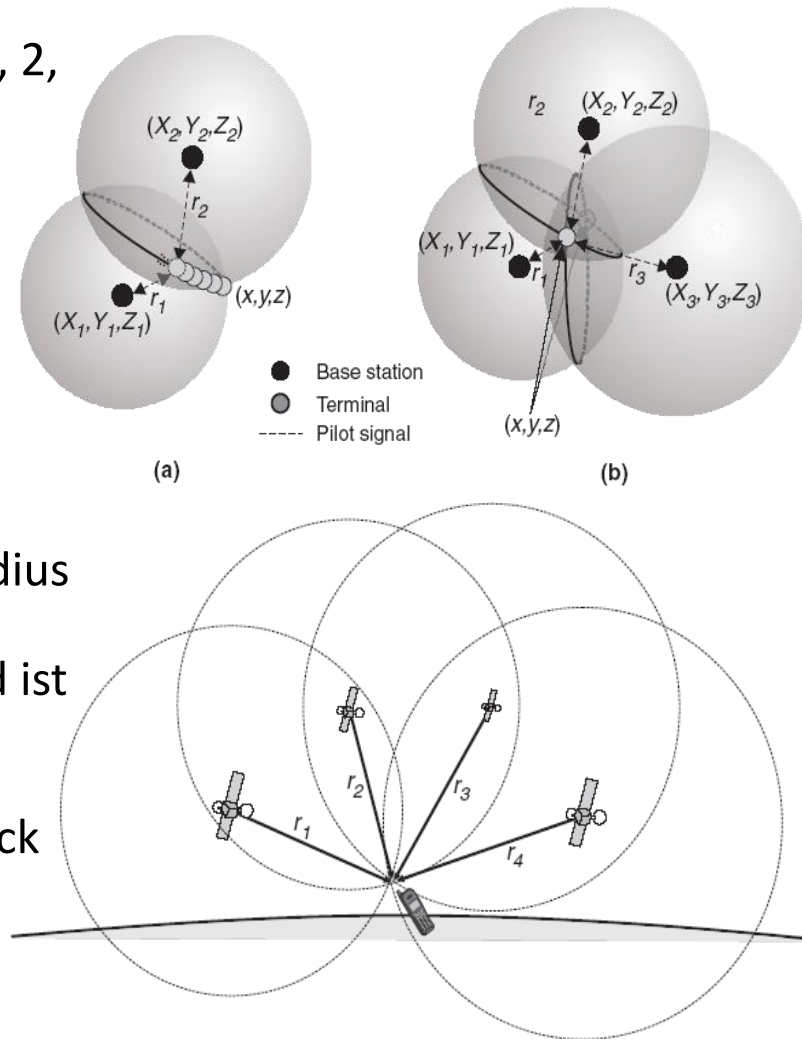 , 2,
(X2,Y2,Z2)
r2
(X1,Y1,Z1)
r1
(x,y,z)
(a)
r2
(X2,Y2,Z2)
(X1,Y1,Z1)
r1
r3
(X3,Y3,Z3)
(x,y,z)
(b)
Base station
Terminal
Pilot signal
dius
d ist
ck
r1
r2
r3
r4